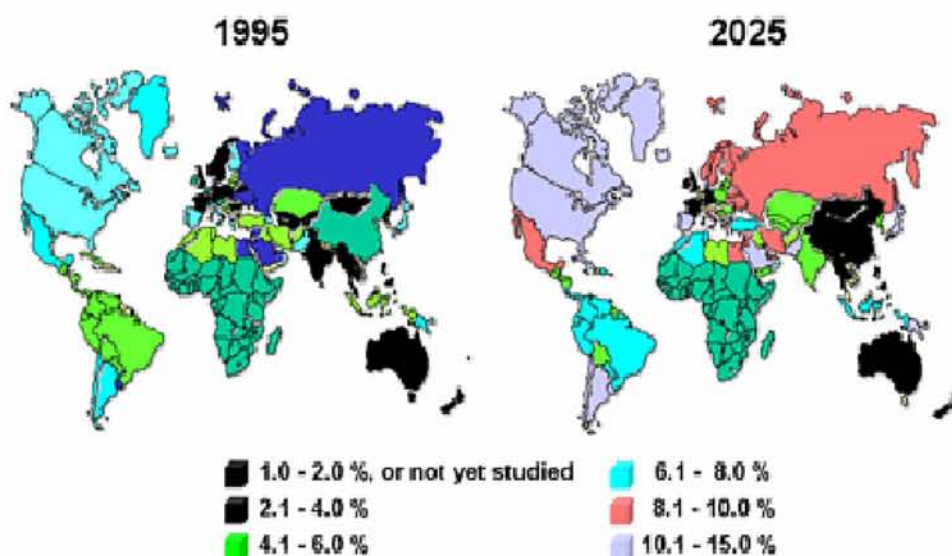 1995 2025
1.0 - 2.0 %, or not yet studied 6.1 - 8.0 %
2.1 - 4.0 % 8.1 - 10.0 %
4.1 - 6.0 % 10.1 - 15.0 %